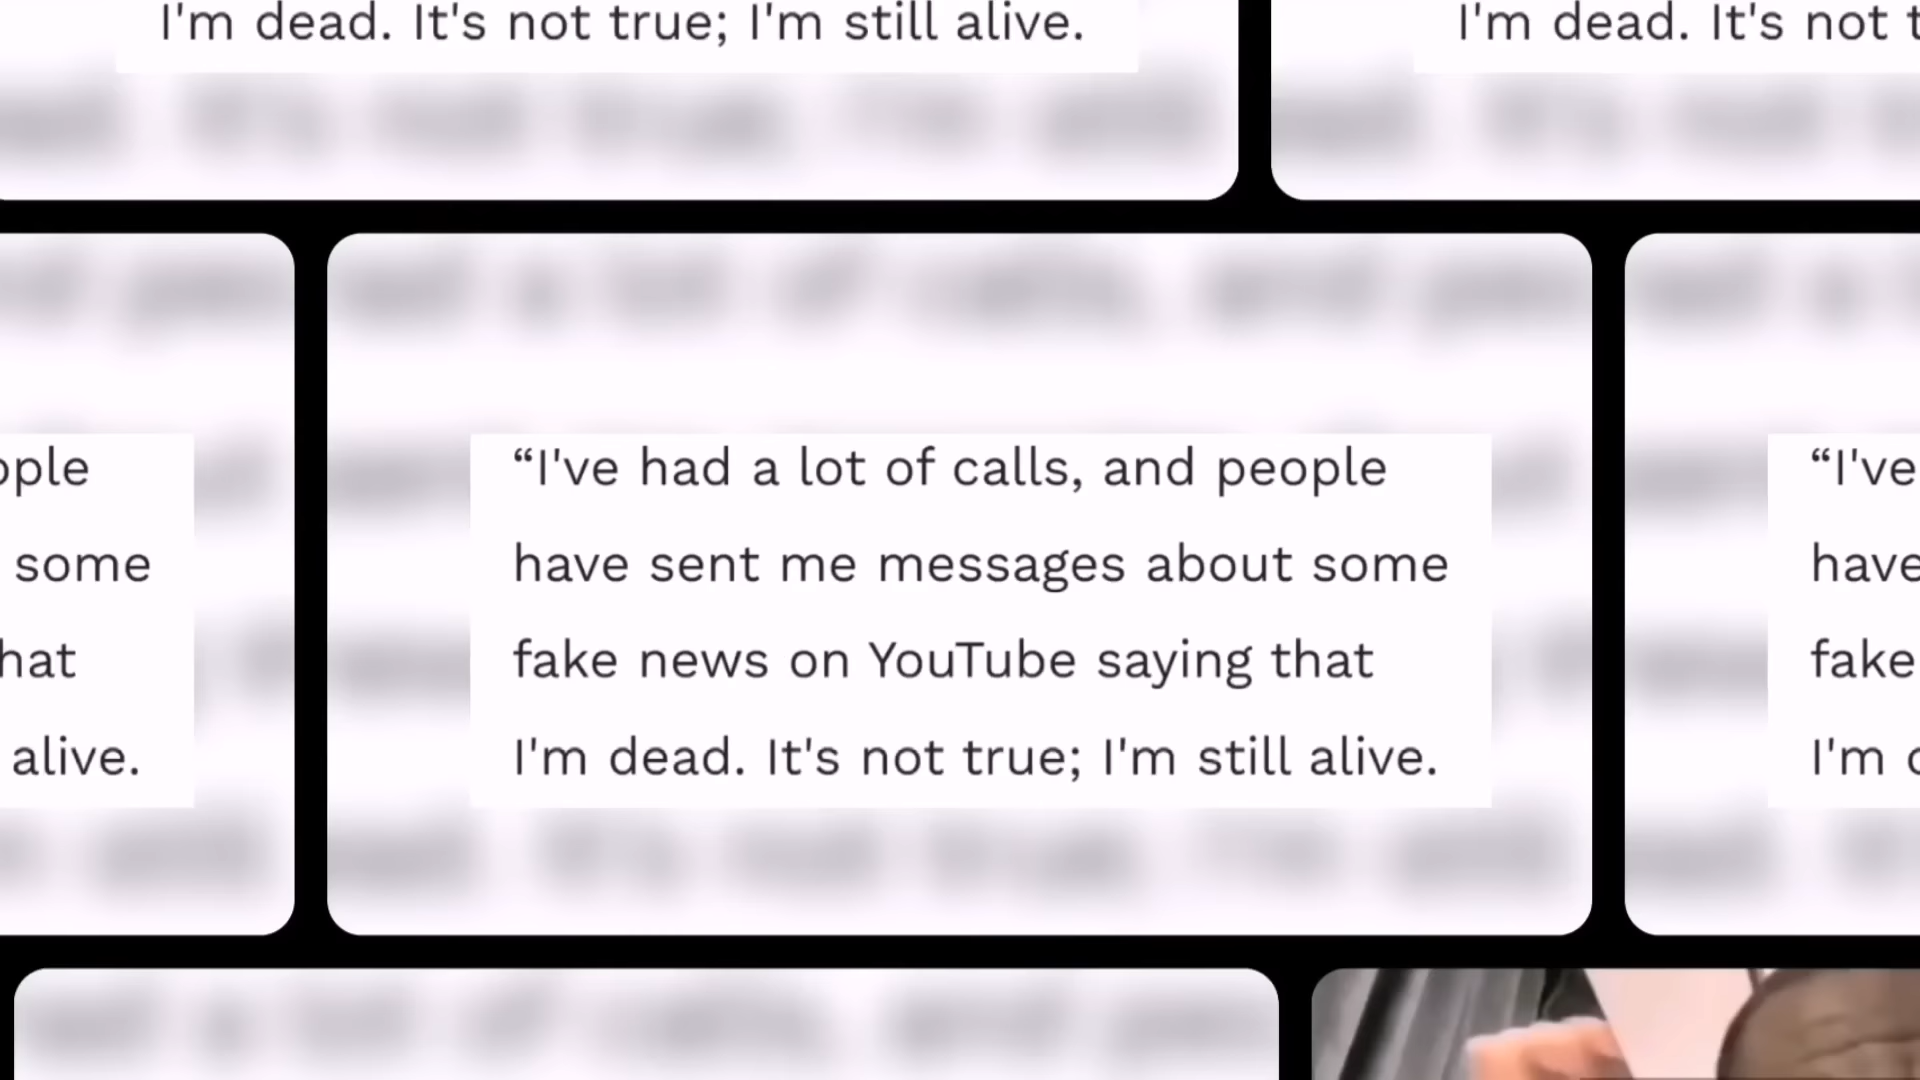 I'm dead. It's not true; I'm still alive.
I'm dead. It's not t
ople
some
hat
alive.
“I've had a lot of calls, and people
have sent me messages about some
fake news on YouTube saying that
I'm dead. It's not true; I'm still alive.
“I've
have
fake
I'm d